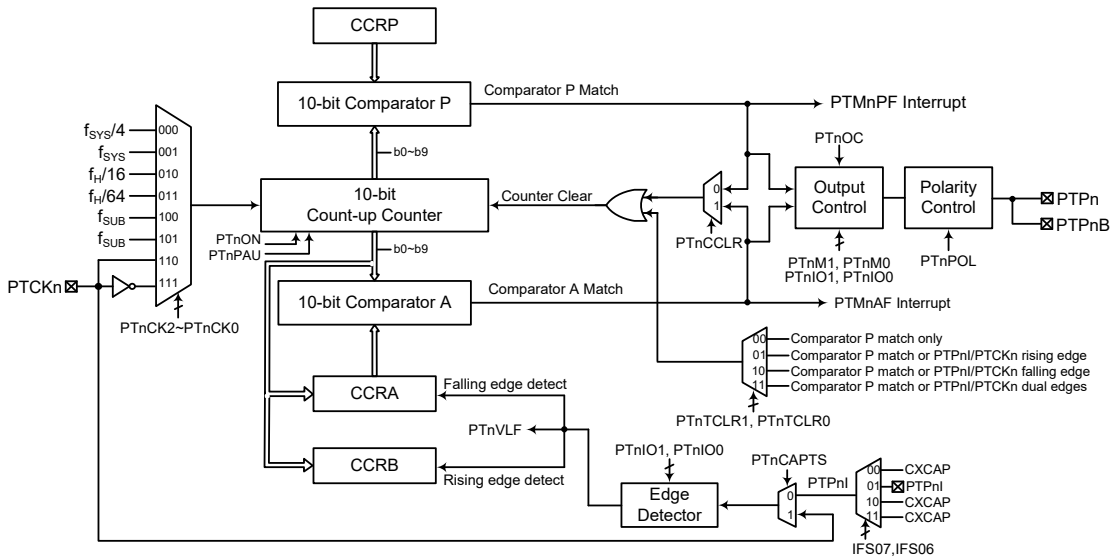 CCRP
10-bit Comparator P
Comparator P Match
PTMnPF Interrupt
b0~b9
fSYS/4
fSYS
fH/16
fH/64
fSUB
fSUB
000
001
010
011
100
101
110
111
PTCKn
PTnCK2~PTnCK0
10-bit
Count-up Counter
PTnON
PTnPAU
b0~b9
Counter Clear
0
1
PTnCCLR
PTnOC
Output
Control
PTnM1, PTnM0
PTnIO1, PTnIO0
Polarity
Control
PTnPOL
PTPn
PTPnB
10-bit Comparator A
Comparator A Match
PTMnAF Interrupt
00
01
10
11
Comparator P match only
Comparator P match or PTPnI/PTCKn rising edge
Comparator P match or PTPnI/PTCKn falling edge
Comparator P match or PTPnI/PTCKn dual edges
PTnTCLR1, PTnTCLR0
CCRA
Falling edge detect
PTnVLF
CCRB
Rising edge detect
PTnIO1, PTnIO0
Edge
Detector
PTnCAPTS
0
1
PTPnI
00
01
10
11
CXCAP
PTPnI
CXCAP
CXCAP
IFS07,IFS06